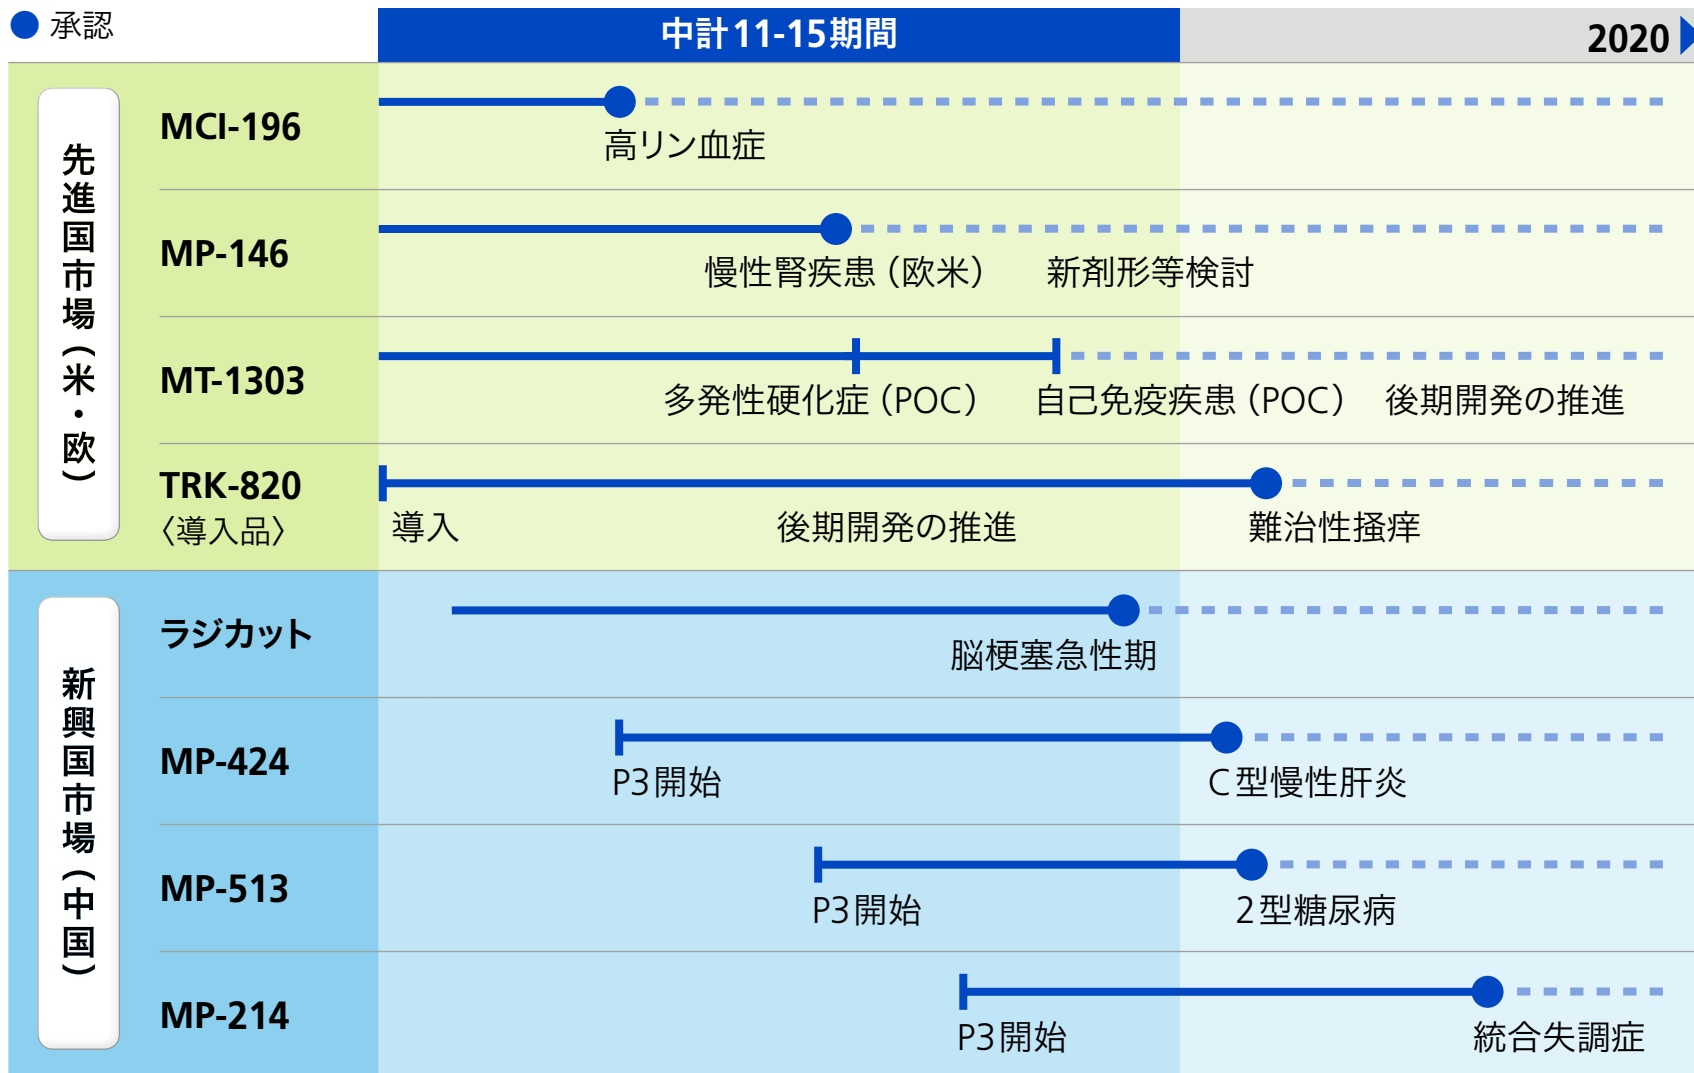 承認
中計11-15期間
2020
先進国市場（米・欧）
MCI-196
高リン血症
MP-146
慢性腎疾患（欧米）　新剤形等検討
MT-1303
多発性硬化症（POC）　自己免疫疾患（POC）　後期開発の推進
TRK-820
〈導入品〉
導入　後期開発の推進　難治性掻痒
新興国市場（中国）
ラジカット
脳梗塞急性期
MP-424
P3開始　C型慢性肝炎
MP-513
P3開始　2型糖尿病
MP-214
P3開始　統合失調症